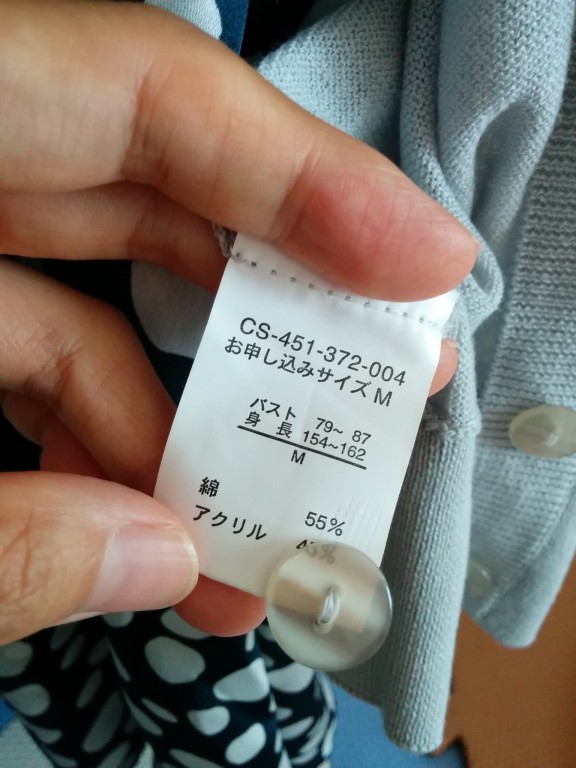 CS-451-372-004
お申し込みサイズ M
バスト 79~ 87
身 長 154~162
M
綿 55%
アクリル 45%